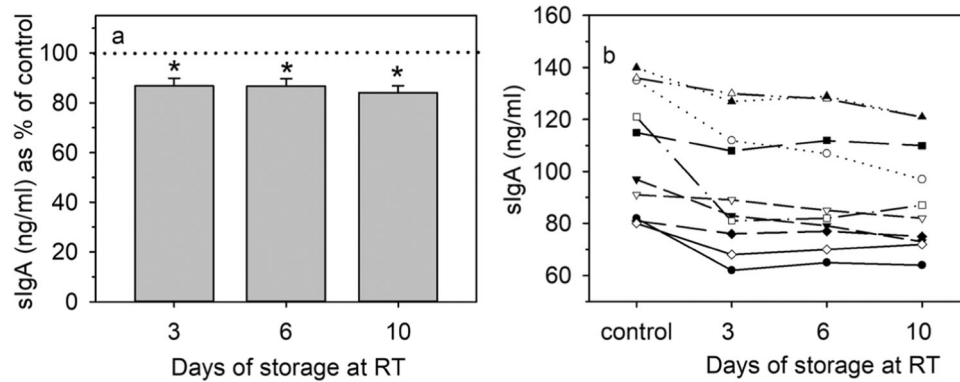 a
sIgA (ng/ml) as % of control
100
80
60
40
20
0
* * *
3 6 10
Days of storage at RT
b
sIgA (ng/ml)
160
140
120
100
80
60
control 3 6 10
Days of storage at RT